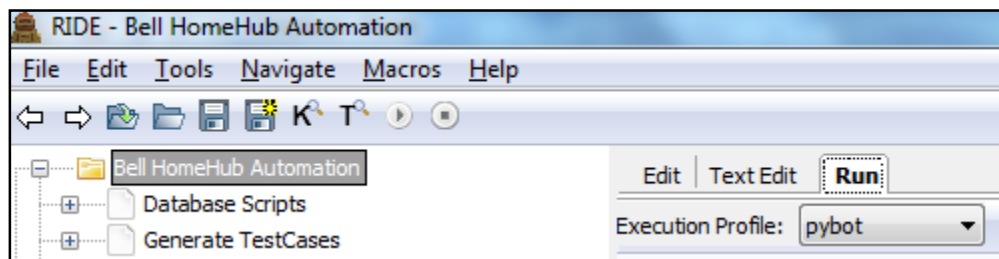 RIDE - Bell HomeHub Automation
File Edit Tools Navigate Macros Help
K T
Bell HomeHub Automation
Edit Text Edit Run
Database Scripts
Execution Profile: pybot
Generate TestCases